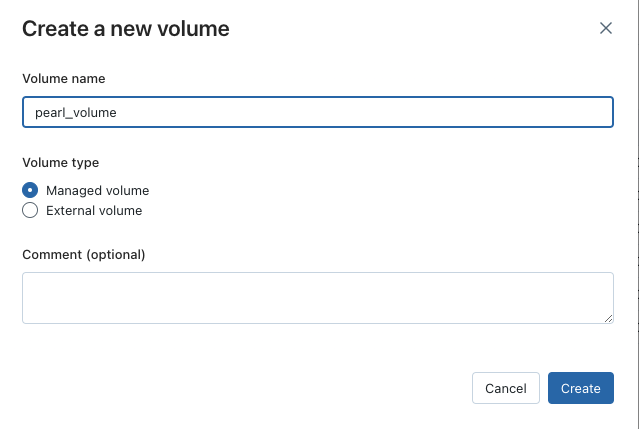 Create a new volume
Volume name
pearl_volume
Volume type
Managed volume
External volume
Comment (optional)
Cancel
Create